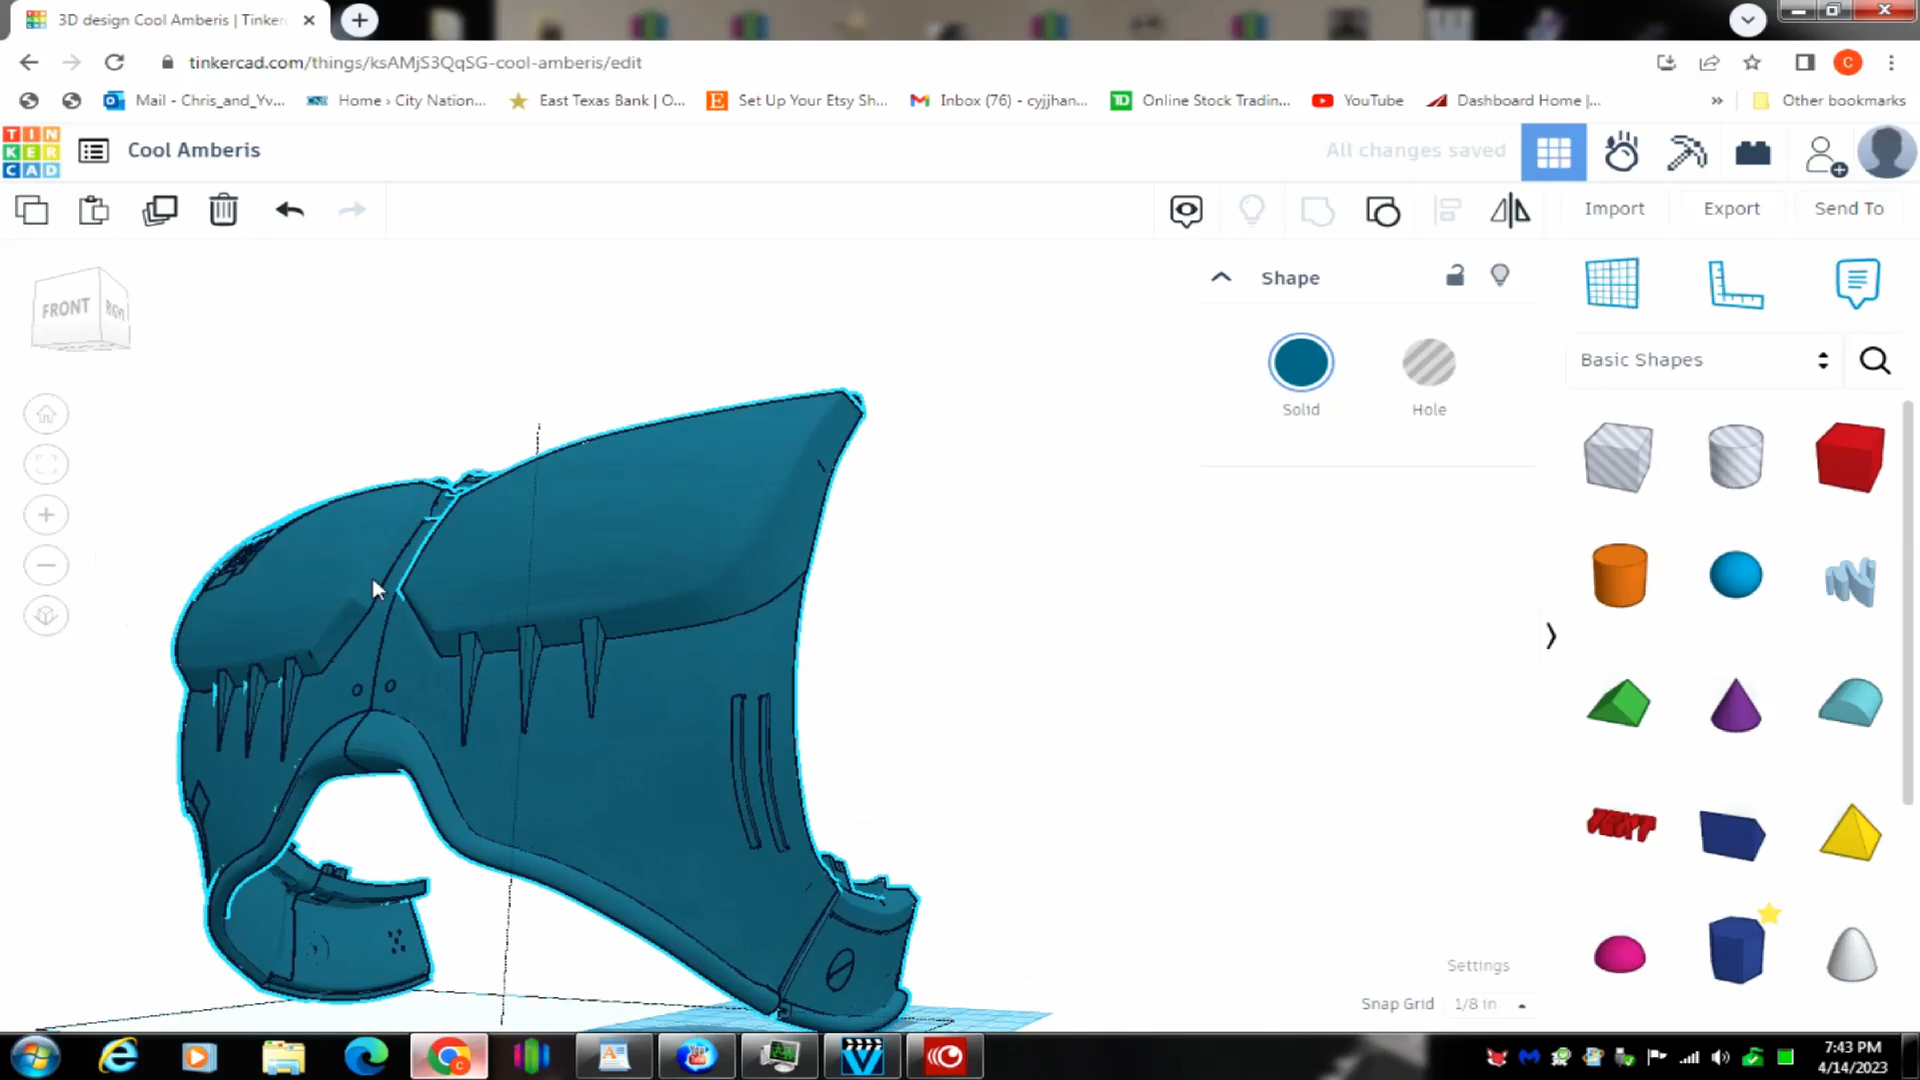 3D design Cool Amberis | Tinker
tinkercad.com/things/ksAMjS3QqSG-cool-amberis/edit
Mail - Chris_and_Yv... Home › City Nation... East Texas Bank | O... Set Up Your Etsy Sh... Inbox (76) - cyjjhan... Online Stock Tradin... YouTube Dashboard Home |... » Other bookmarks
TIN
KER
CAD
Cool Amberis
All changes saved
Import Export Send To
FRONT
Shape
Solid Hole
Basic Shapes
TEXT
Settings
Snap Grid 1/8 in
7:43 PM
4/14/2023